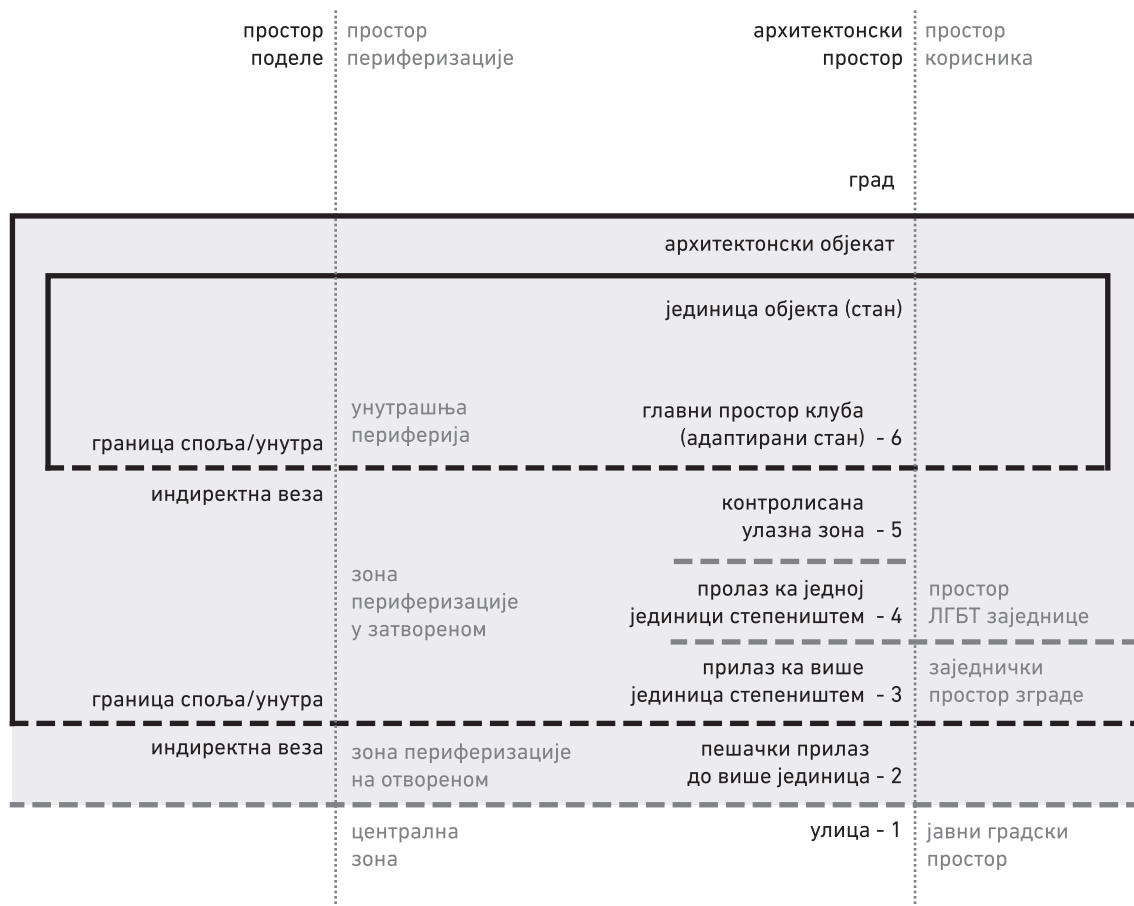 простор
поделе
простор
периферизације
архитектонски
простор
простор
корисника
град
архитектонски објекат
јединица објекта (стан)
унутрашња
периферија
главни простор клуба
(адаптирани стан) - 6
граница споља/унутра
индиректна веза
контролисана
улазна зона - 5
зона
периферизације
у затвореном
пролаз ка једној
јединици степеништем - 4
простор
ЛГБТ заједнице
прилаз ка више
јединица степеништем - 3
заједнички
простор зграде
граница споља/унутра
индиректна веза
зона периферизације
на отвореном
пешачки прилаз
до више јединица - 2
централна
зона
улица - 1
јавни градски
простор